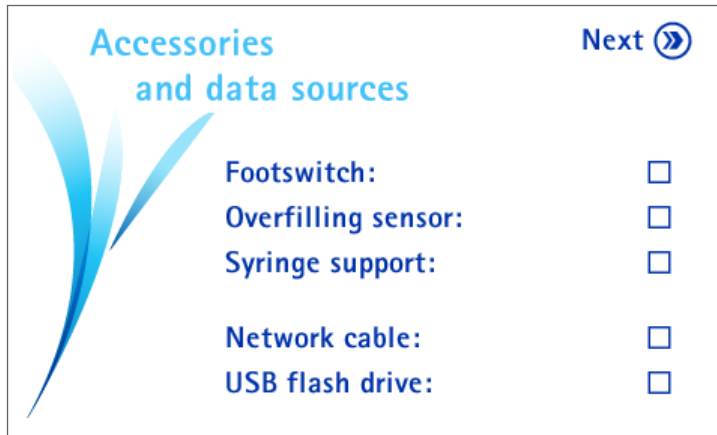 Accessories
and data sources
Next
Footswitch:
Overfilling sensor:
Syringe support:
Network cable:
USB flash drive: